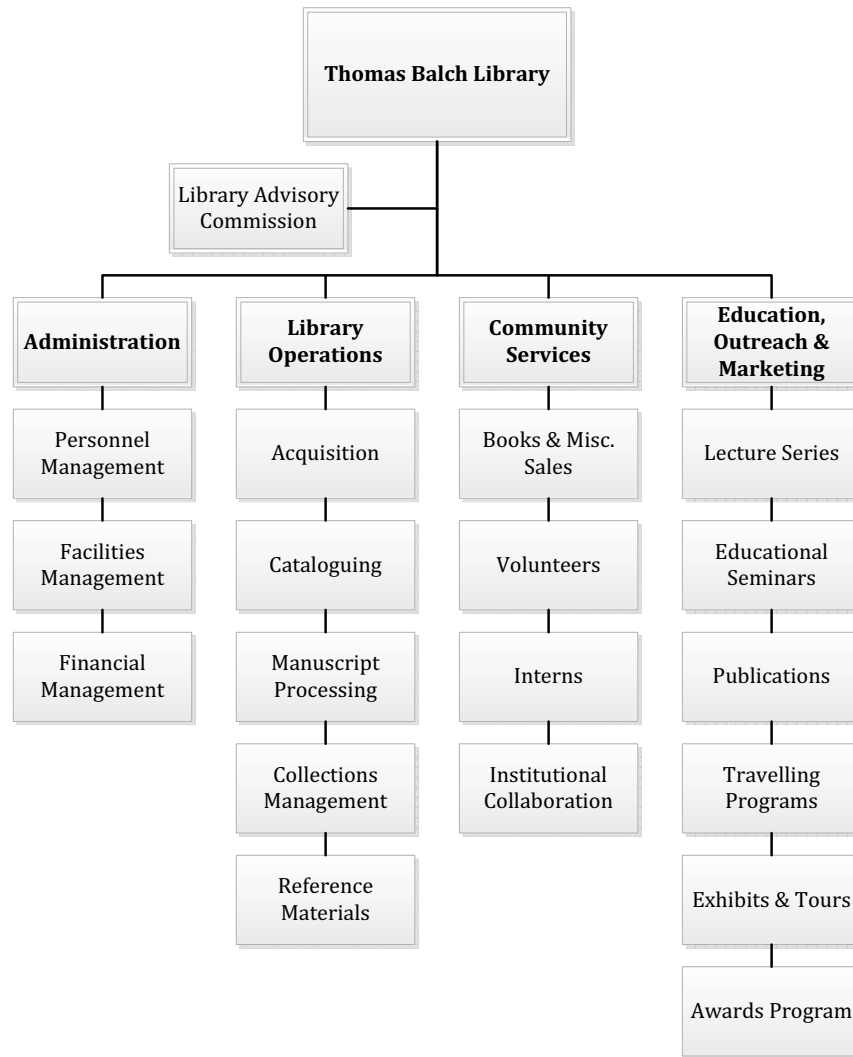 Thomas Balch Library
Library Advisory
Commission
Administration
Library
Operations
Community
Services
Education,
Outreach &
Marketing
Personnel
Management
Facilities
Management
Financial
Management
Acquisition
Cataloguing
Manuscript
Processing
Collections
Management
Reference
Materials
Books & Misc.
Sales
Volunteers
Interns
Institutional
Collaboration
Lecture Series
Educational
Seminars
Publications
Travelling
Programs
Exhibits & Tours
Awards Program